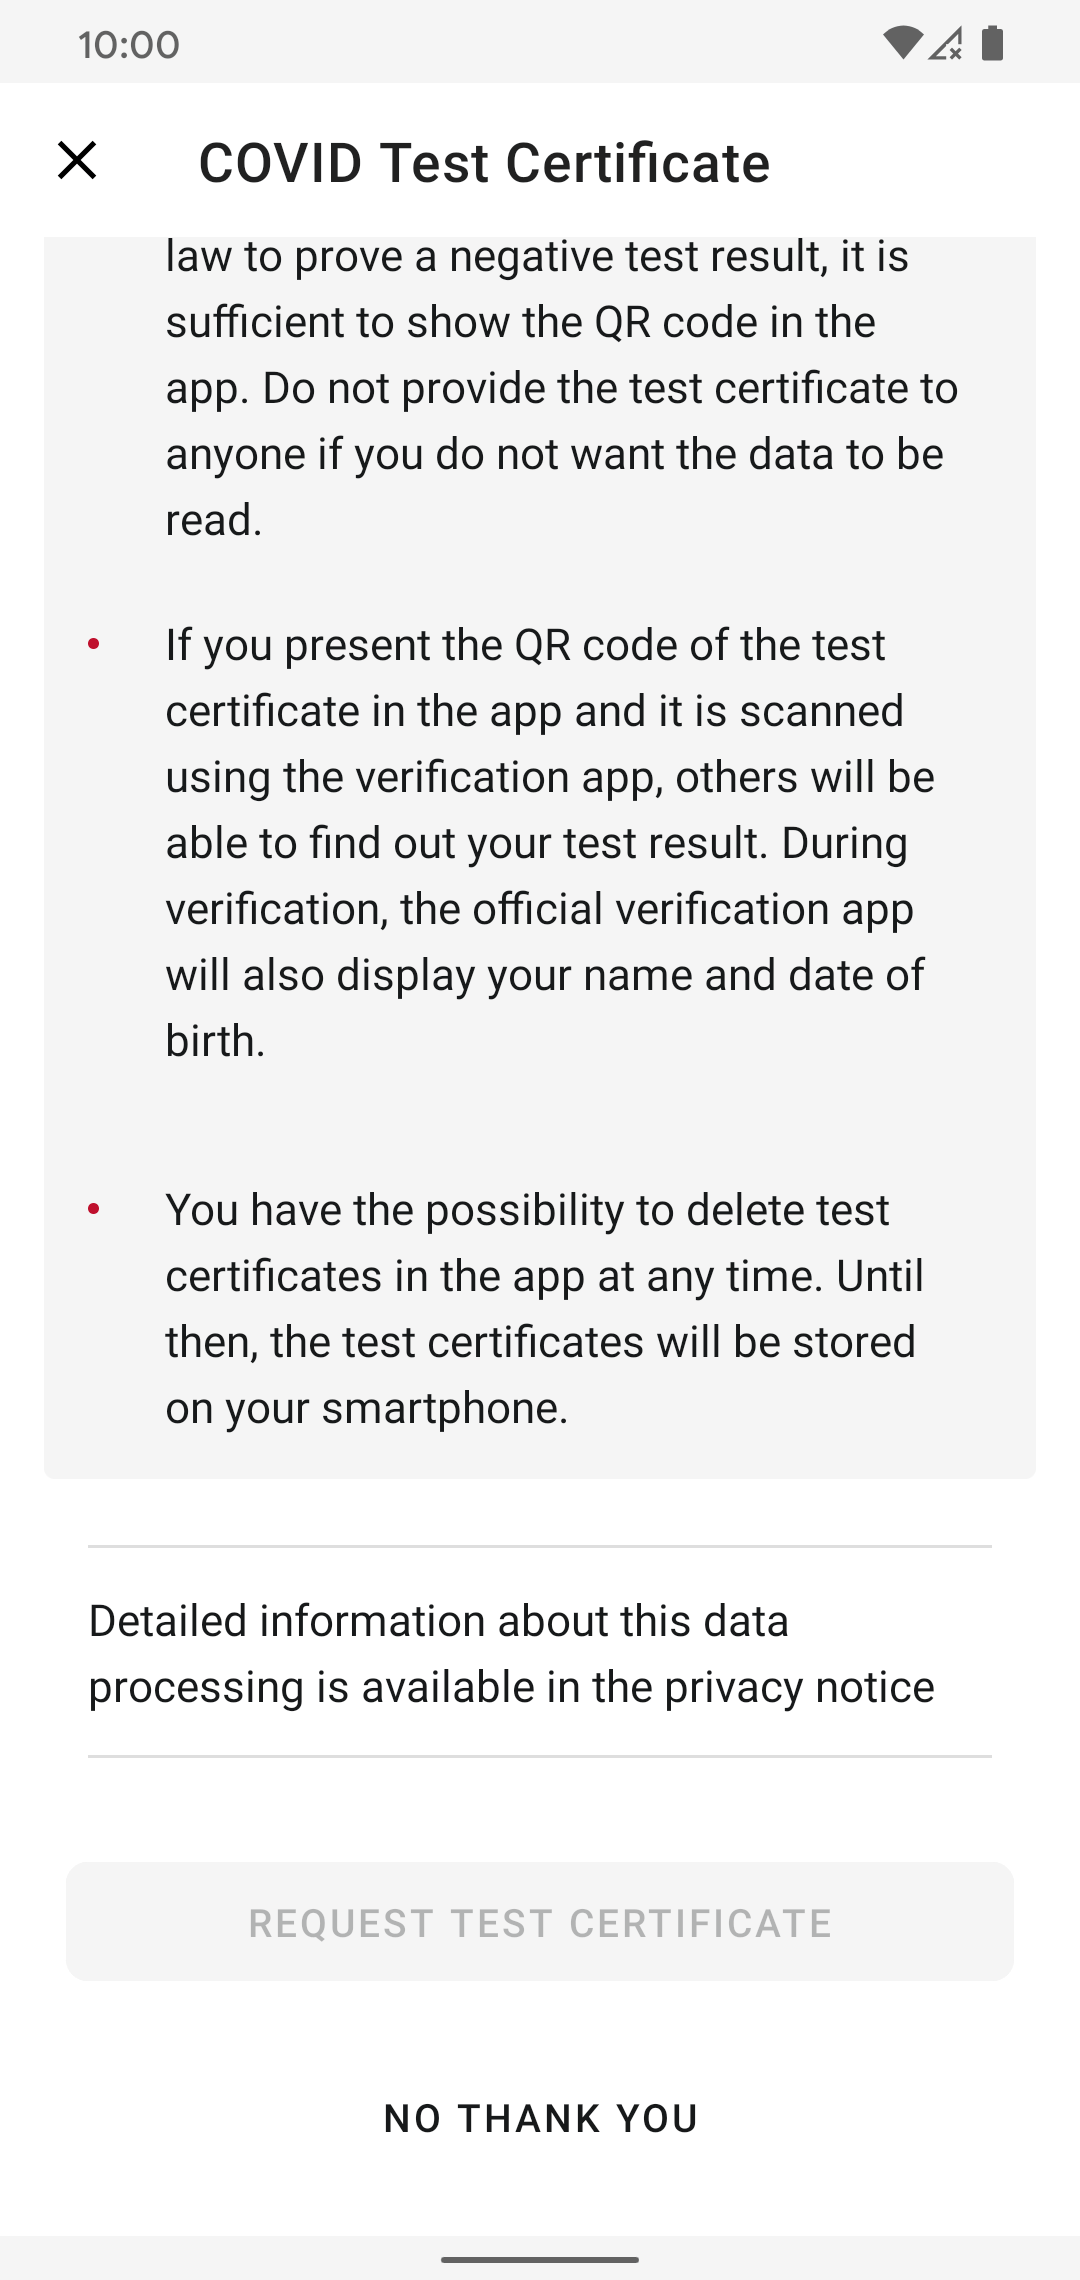 10:00
COVID Test Certificate
law to prove a negative test result, it is
sufficient to show the QR code in the
app. Do not provide the test certificate to
anyone if you do not want the data to be
read.
• If you present the QR code of the test
certificate in the app and it is scanned
using the verification app, others will be
able to find out your test result. During
verification, the official verification app
will also display your name and date of
birth.
• You have the possibility to delete test
certificates in the app at any time. Until
then, the test certificates will be stored
on your smartphone.
Detailed information about this data
processing is available in the privacy notice
REQUEST TEST CERTIFICATE
NO THANK YOU